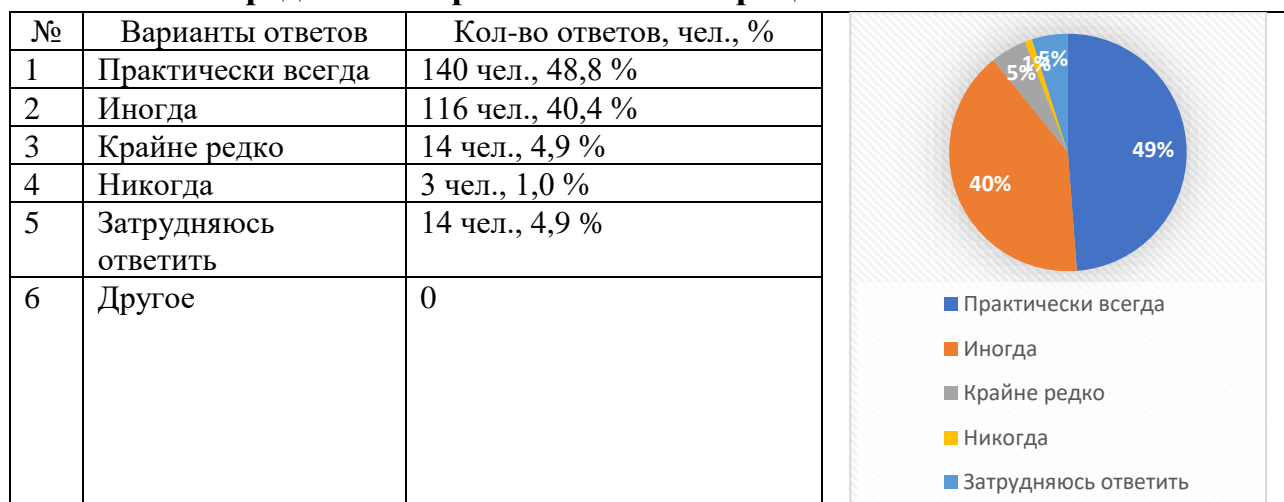 № Варианты ответов Кол-во ответов, чел., %
1 Практически всегда 140 чел., 48,8 %
2 Иногда 116 чел., 40,4 %
3 Крайне редко 14 чел., 4,9 %
4 Никогда 3 чел., 1,0 %
5 Затрудняюсь 14 чел., 4,9 %
ответить
6 Другое 0
5% 1% 5%
49%
40%
Практически всегда
Иногда
Крайне редко
Никогда
Затрудняюсь ответить